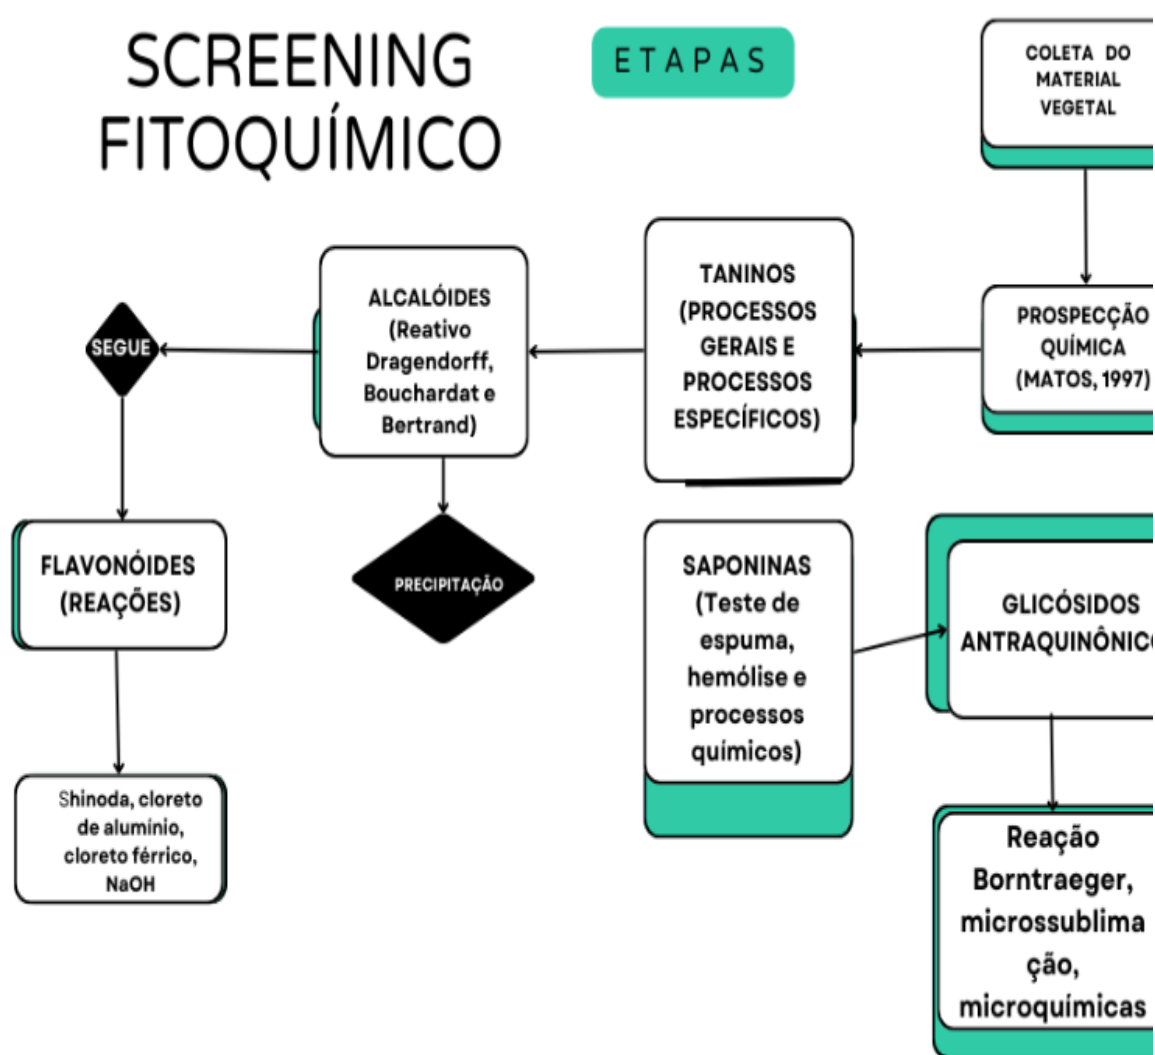 SCREENING
FITOQUÍMICO
ETAPAS
COLETA DO
MATERIAL
VEGETAL
PROSPECÇÃO
QUÍMICA
(MATOS, 1997)
TANINOS
(PROCESSOS
GERAIS E
PROCESSOS
ESPECÍFICOS)
ALCALÓIDES
(Reativo
Dragendorff,
Bouchardat e
Bertrand)
SEGUE
PRECIPITAÇÃO
FLAVONÓIDES
(REAÇÕES)
Shinoda, cloreto
de alumínio,
cloreto férrico,
NaOH
SAPONINAS
(Teste de
espuma,
hemólise e
processos
químicos)
GLICÓSIDOS
Reação
Borntraeger,
microssublima
ção,
microquímicas